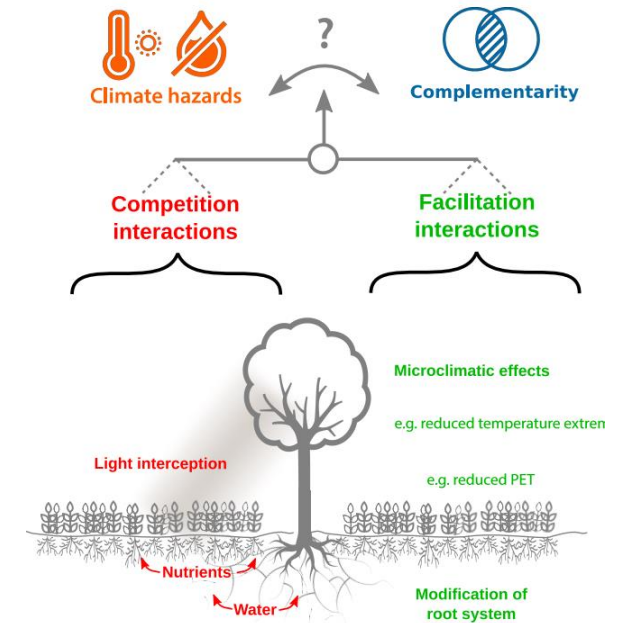 ?
Climate hazards
Complementarity
Competition
interactions
Facilitation
interactions
Microclimatic effects
e.g. reduced temperature extren
Light interception
e.g. reduced PET
Nutrients
Water
Modification of
root system